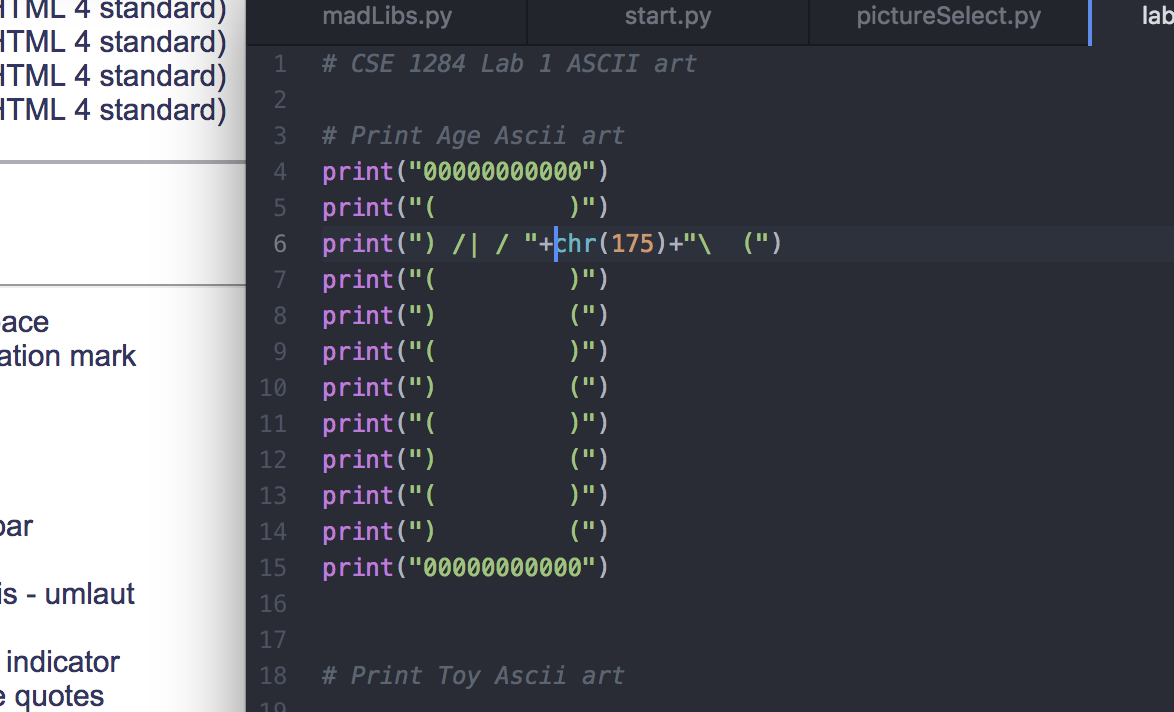 HTML 4 standard)
HTML 4 standard)
HTML 4 standard)
HTML 4 standard)
ace
ation mark
bar
is - umlaut
indicator
e quotes
madLibs.py
start.py
pictureSelect.py
lab
1 # CSE 1284 Lab 1 ASCII art
2
3 # Print Age Ascii art
4 print("00000000000")
5 print("(         )")
6 print(") /| / "+chr(175)+"\  (")
7 print("(         )")
8 print(")         (")
9 print("(         )")
10 print(")         (")
11 print("(         )")
12 print(")         (")
13 print("(         )")
14 print(")         (")
15 print("00000000000")
16
17
18 # Print Toy Ascii art
19